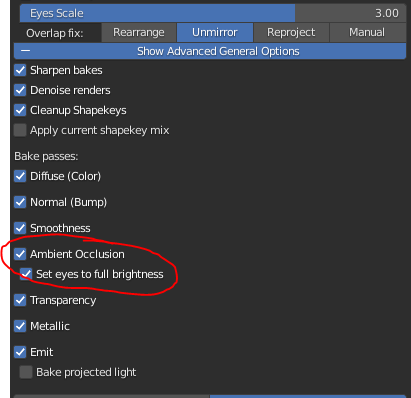 Eyes Scale 3.00
Overlap fix: Rearrange Unmirror Reproject Manual
Show Advanced General Options
Sharpen bakes
Denoise renders
Cleanup Shapekeys
Apply current shapekey mix
Bake passes:
Diffuse (Color)
Normal (Bump)
Smoothness
Ambient Occlusion
Set eyes to full brightness
Transparency
Metallic
Emit
Bake projected light